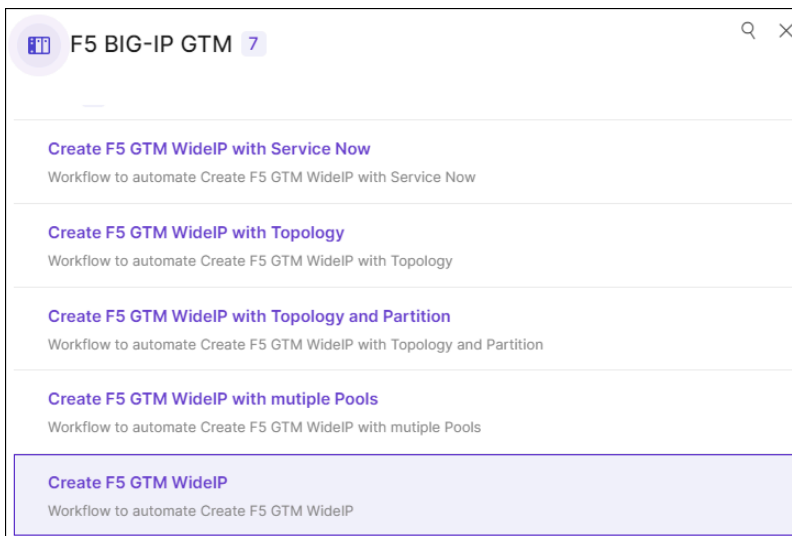 F5 BIG-IP GTM 7
Create F5 GTM WideIP with Service Now
Workflow to automate Create F5 GTM WideIP with Service Now
Create F5 GTM WideIP with Topology
Workflow to automate Create F5 GTM WideIP with Topology
Create F5 GTM WideIP with Topology and Partition
Workflow to automate Create F5 GTM WideIP with Topology and Partition
Create F5 GTM WideIP with mutiple Pools
Workflow to automate Create F5 GTM WideIP with mutiple Pools
Create F5 GTM WideIP
Workflow to automate Create F5 GTM WideIP